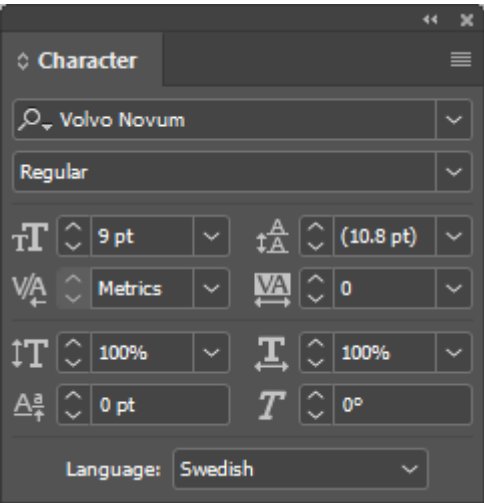 Character
Volvo Novum
Regular
9 pt (10.8 pt)
Metrics 0
100% 100%
0 pt 0°
Language: Swedish